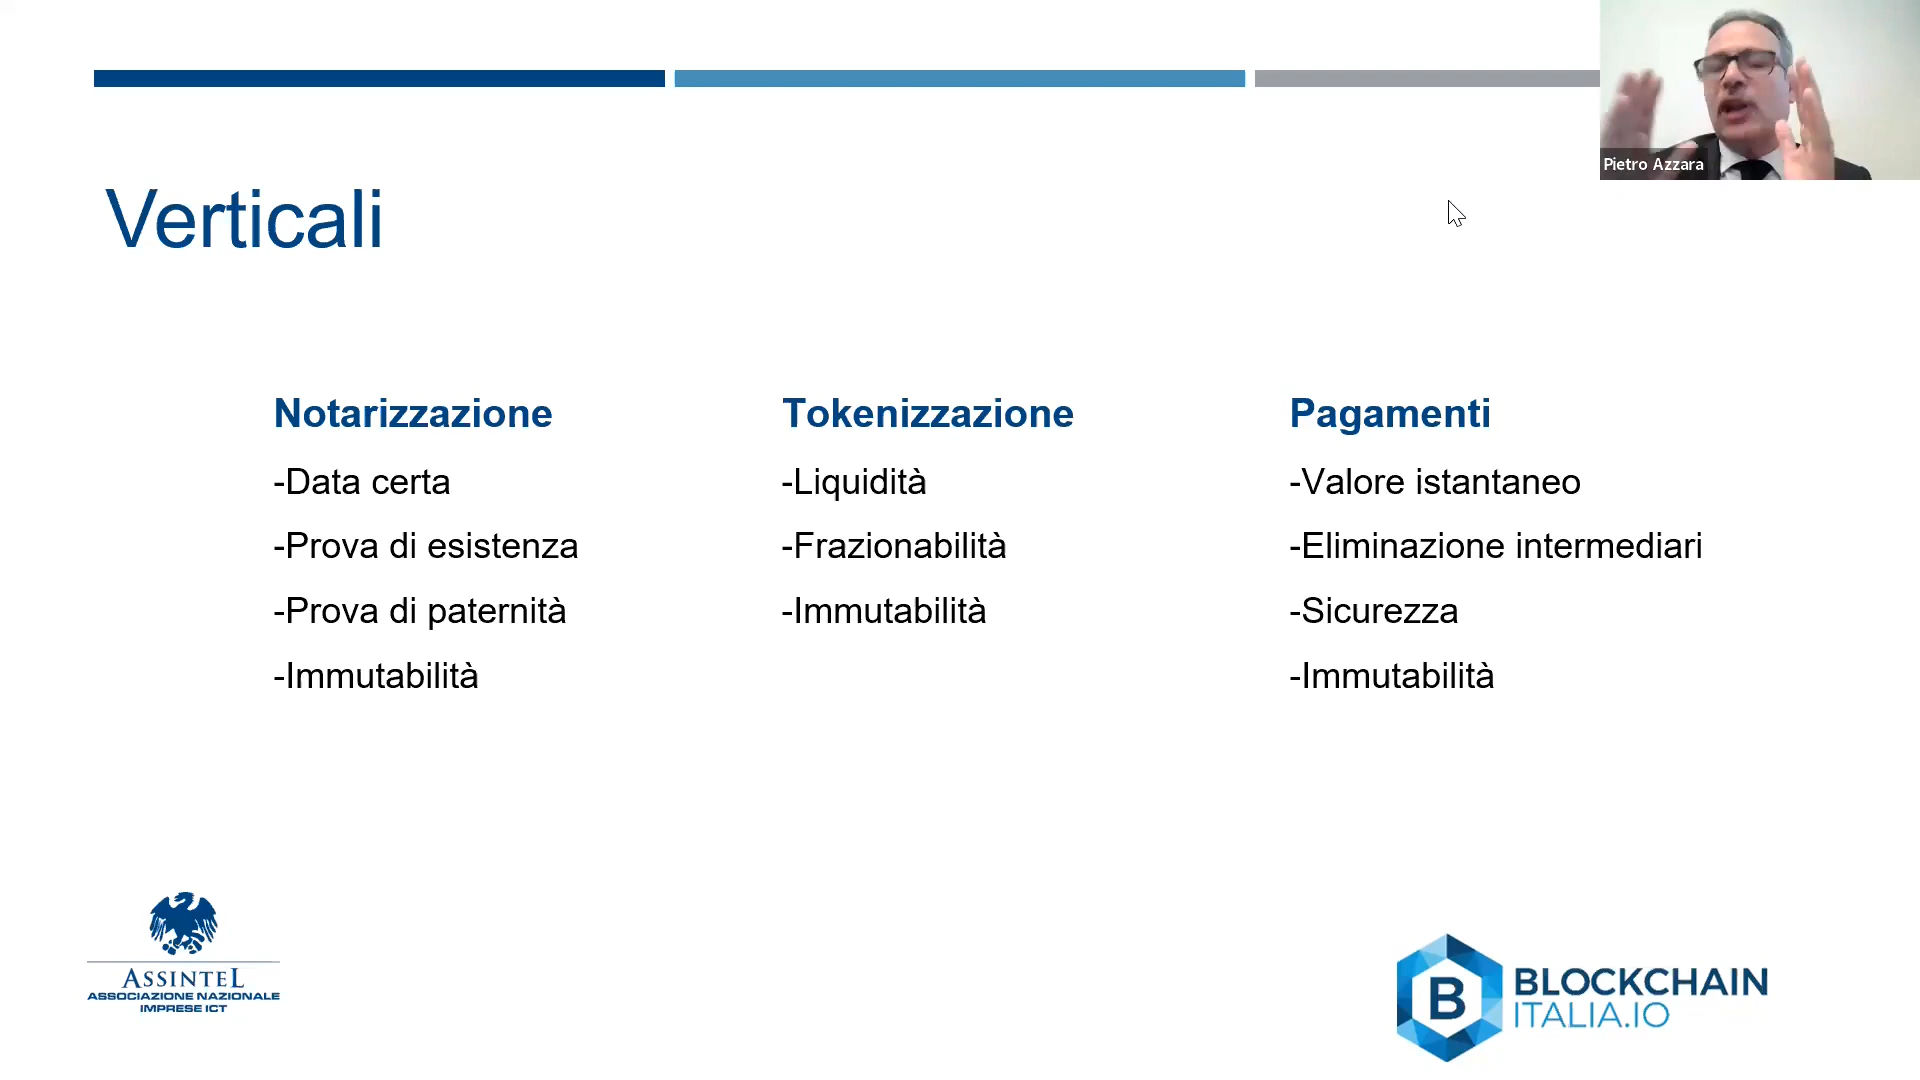 Pietro Azzara
Verticali
Notarizzazione
-Data certa
-Prova di esistenza
-Prova di paternità
-Immutabilità
Tokenizzazione
-Liquidità
-Frazionabilità
-Immutabilità
Pagamenti
-Valore istantaneo
-Eliminazione intermediari
-Sicurezza
-Immutabilità
ASSINTEL
ASSOCIAZIONE NAZIONALE
IMPRESE ICT
B
BLOCKCHAIN
ITALIA.IO